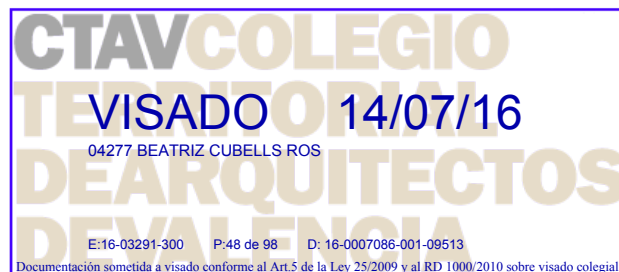 CTAVCOLEGIO
TERRITORIAL
VISADO 14/07/16
04277 BEATRIZ CUBELLS ROS
DEARQUITECTOS
DEVALENCIA
E:16-03291-300 P:48 de 98 D: 16-0007086-001-09513
Documentación sometida a visado conforme al Art.5 de la Ley 25/2009 y al RD 1000/2010 sobre visado colegial